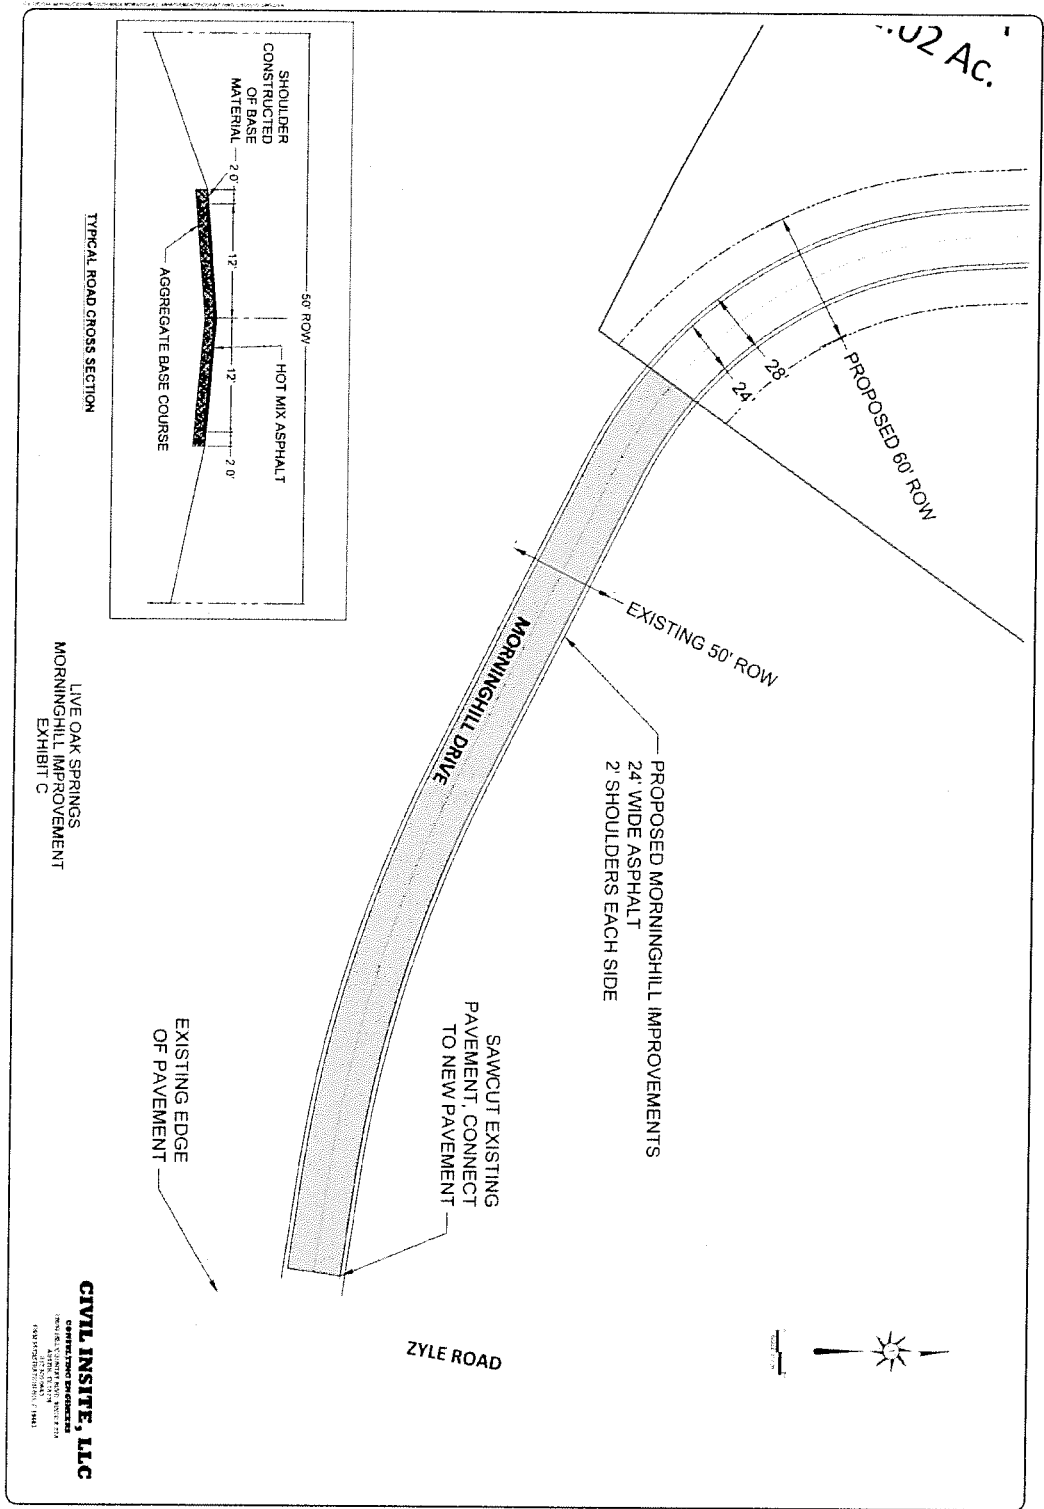 .02 Ac.
SHOULDER
CONSTRUCTED
OF BASE
MATERIAL
2.0'
12'
50' ROW
12'
2.0'
HOT MIX ASPHALT
AGGREGATE BASE COURSE
TYPICAL ROAD CROSS SECTION
28'
24'
PROPOSED 60' ROW
EXISTING 50' ROW
MORNINGHILL DRIVE
PROPOSED MORNINGHILL IMPROVEMENTS
24' WIDE ASPHALT
2' SHOULDERS EACH SIDE
SAWCUT EXISTING
PAVEMENT, CONNECT
TO NEW PAVEMENT
EXISTING EDGE
OF PAVEMENT
ZYLE ROAD
LIVE OAK SPRINGS
MORNINGHILL IMPROVEMENT
EXHIBIT C
CIVIL INSITE, LLC
CONSULTING ENGINEERS